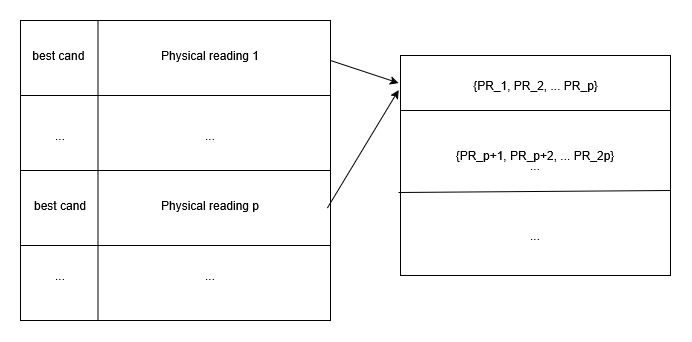 best cand
Physical reading 1
...
...
best cand
Physical reading p
...
...
{PR_1, PR_2, ... PR_p}
{PR_p+1, PR_p+2, ... PR_2p}
...
...